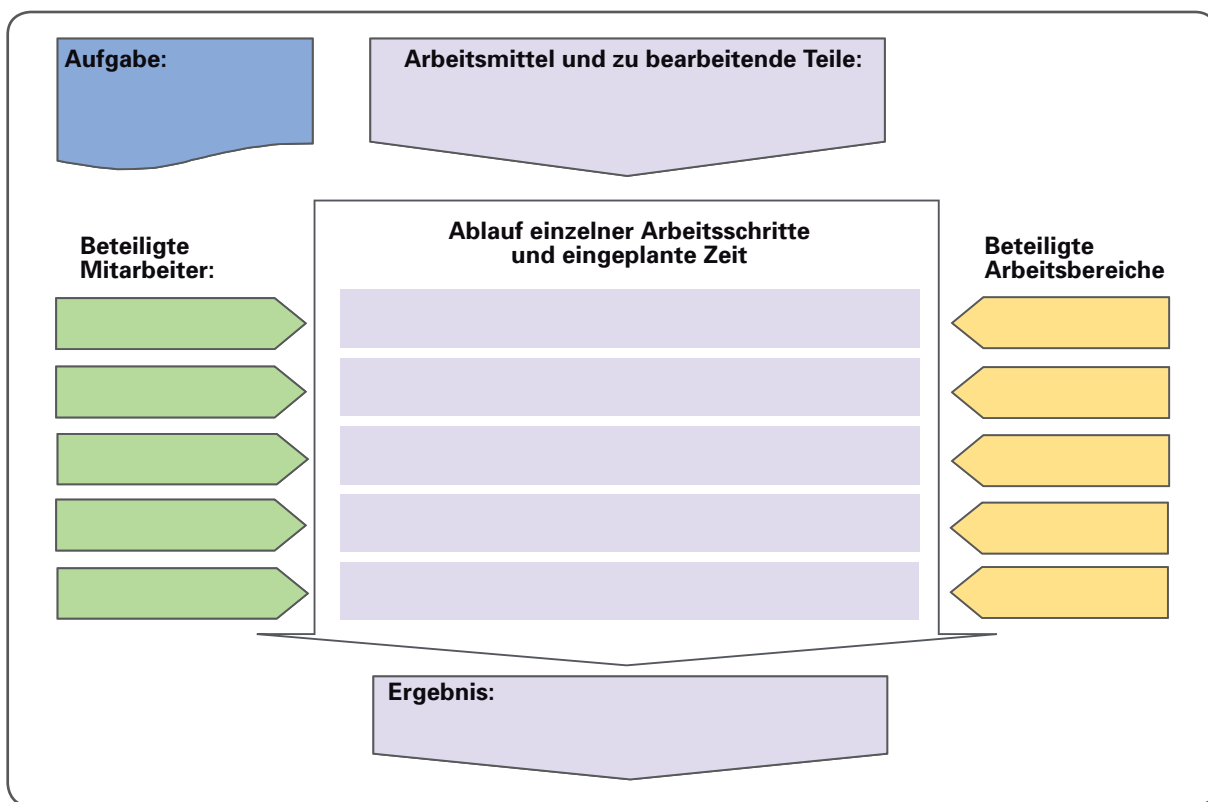 Aufgabe:
Arbeitsmittel und zu bearbeitende Teile:
Beteiligte
Mitarbeiter:
Ablauf einzelner Arbeitsschritte
und eingeplante Zeit
Beteiligte
Arbeitsbereiche
Ergebnis: